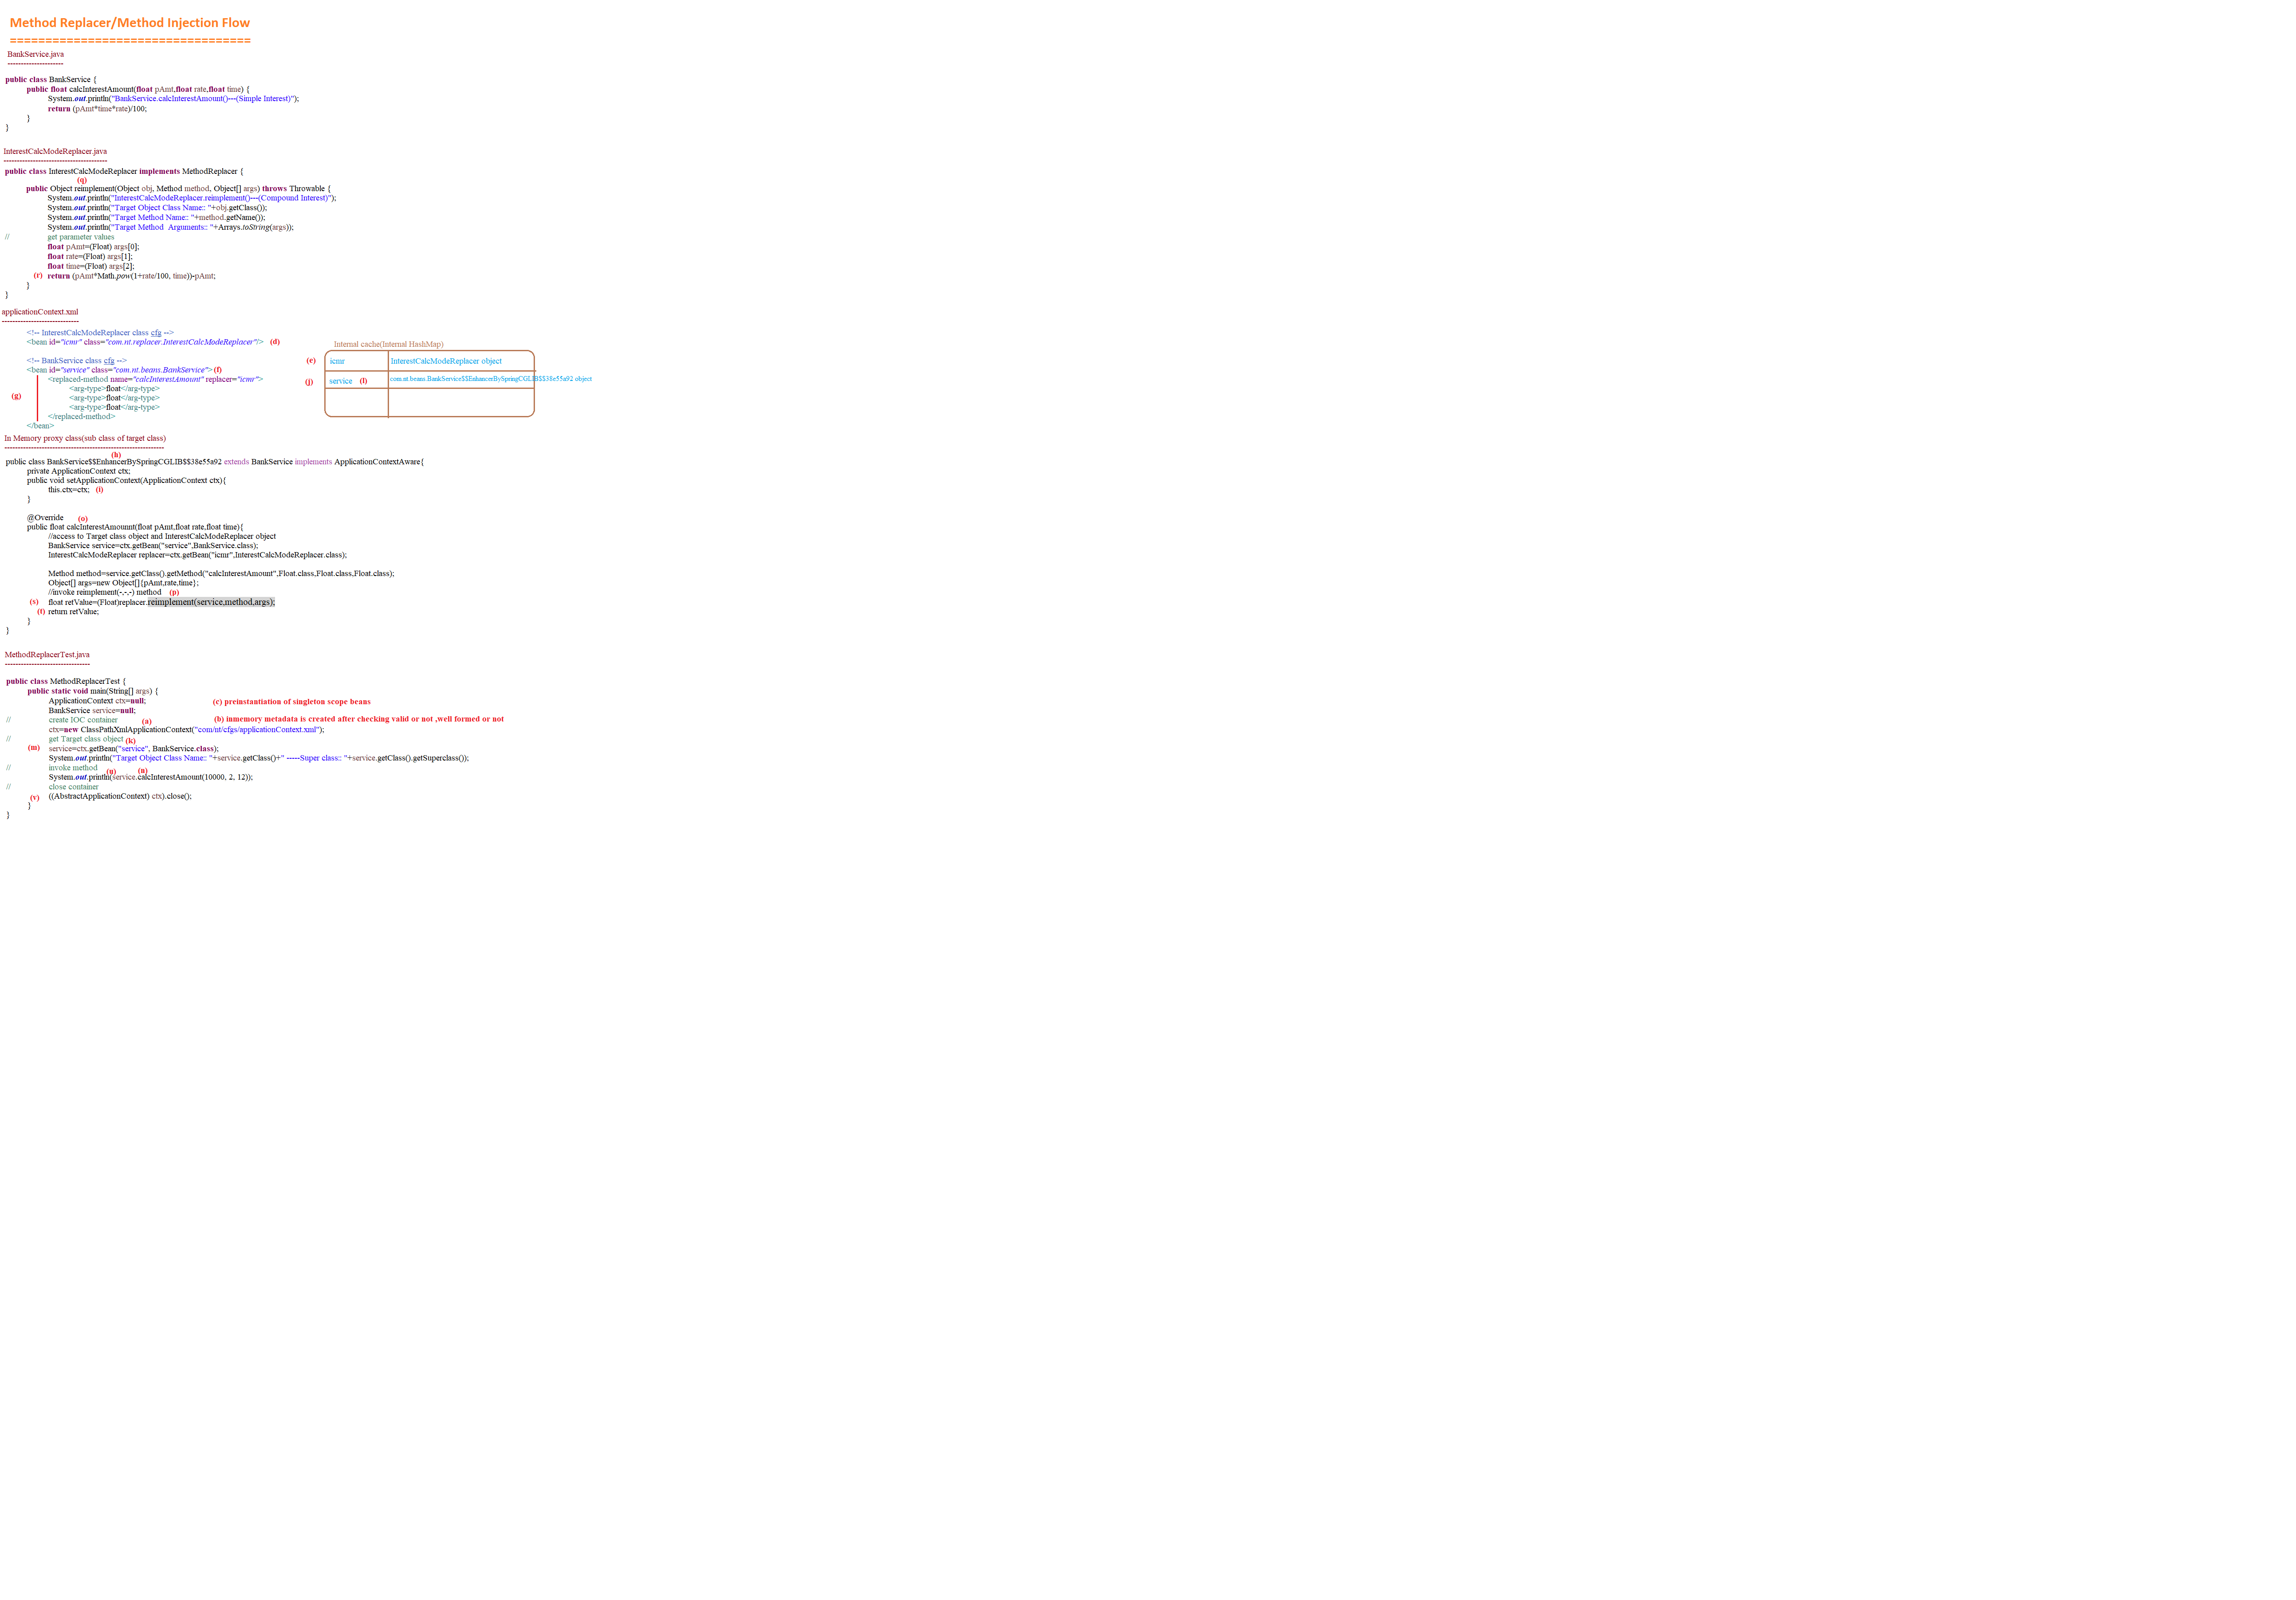 Method Replacer/Method Injection Flow
==================================
BankService.java
---------------------
public class BankService {
public float calcInterestAmount(float pAmt,float rate,float time) {
System.out.println("BankService.calcInterestAmount()---(Simple Interest)");
return (pAmt*time*rate)/100;
}
}
InterestCalcModeReplacer.java
---------------------------------------
public class InterestCalcModeReplacer implements MethodReplacer {
(q)
public Object reimplement(Object obj, Method method, Object[] args) throws Throwable {
System.out.println("InterestCalcModeReplacer.reimplement()---(Compound Interest)");
System.out.println("Target Object Class Name:: "+obj.getClass());
System.out.println("Target Method Name:: "+method.getName());
System.out.println("Target Method  Arguments:: "+Arrays.toString(args));
// get parameter values
float pAmt=(Float) args[0];
float rate=(Float) args[1];
float time=(Float) args[2];
(r) return (pAmt*Math.pow(1+rate/100, time))-pAmt;
}
}
applicationContext.xml
-----------------------------
<!-- InterestCalcModeReplacer class cfg -->
<bean id="icmr" class="com.nt.replacer.InterestCalcModeReplacer"/> (d)
Internal cache(Internal HashMap)
<!-- BankService class cfg --> (e) icmr InterestCalcModeReplacer object
<bean id="service" class="com.nt.beans.BankService"> (f)
<replaced-method name="calcInterestAmount" replacer="icmr"> (j) service (l) com.nt.beans.BankService$$EnhancerBySpringCGLIB$$38e55a92 object
<arg-type>float</arg-type>
(g) <arg-type>float</arg-type>
<arg-type>float</arg-type>
</replaced-method>
</bean>
In Memory proxy class(sub class of target class)
------------------------------------------------------------
(h)
public class BankService$$EnhancerBySpringCGLIB$$38e55a92 extends BankService implements ApplicationContextAware{
private ApplicationContext ctx;
public void setApplicationContext(ApplicationContext ctx){
this.ctx=ctx; (i)
}
@Override (o)
public float calcInterestAmounnt(float pAmt,float rate,float time){
//access to Target class object and InterestCalcModeReplacer object
BankService service=ctx.getBean("service",BankService.class);
InterestCalcModeReplacer replacer=ctx.getBean("icmr",InterestCalcModeReplacer.class);
Method method=service.getClass().getMethod("calcInterestAmount",Float.class,Float.class,Float.class);
Object[] args=new Object[]{pAmt,rate,time};
//invoke reimplement(-,-,-) method (p)
(s) float retValue=(Float)replacer.reimplement(service,method,args);
(t) return retValue;
}
}
MethodReplacerTest.java
--------------------------------
public class MethodReplacerTest {
public static void main(String[] args) {
ApplicationContext ctx=null; (c) preinstantiation of singleton scope beans
BankService service=null;
// create IOC container (a) (b) inmemory metadata is created after checking valid or not ,well formed or not
ctx=new ClassPathXmlApplicationContext("com/nt/cfgs/applicationContext.xml");
// get Target class object (k)
(m) service=ctx.getBean("service", BankService.class);
System.out.println("Target Object Class Name:: "+service.getClass()+" -----Super class:: "+service.getClass().getSuperclass());
// invoke method (u) (n)
System.out.println(service.calcInterestAmount(10000, 2, 12));
// close container
(v) ((AbstractApplicationContext) ctx).close();
}
}